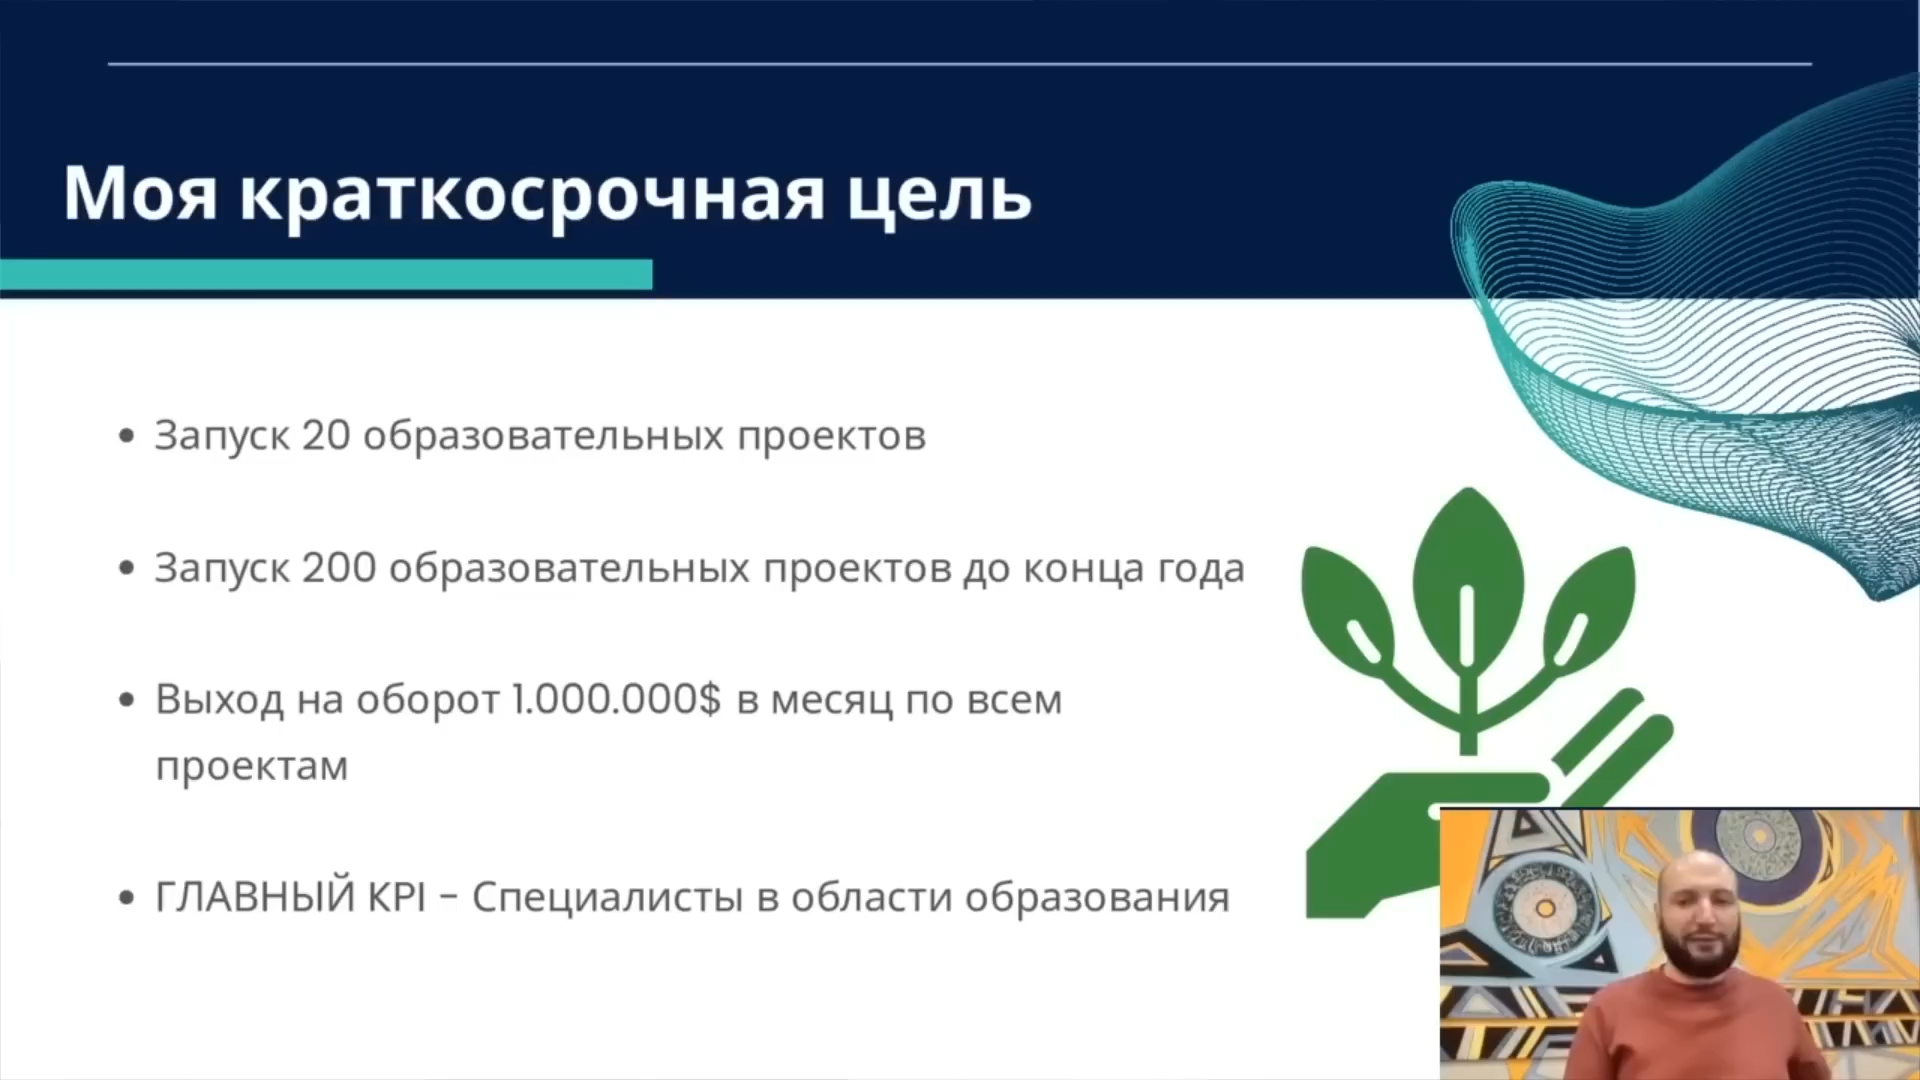 Моя краткосрочная цель
• Запуск 20 образовательных проектов
• Запуск 200 образовательных проектов до конца года
• Выход на оборот 1.000.000$ в месяц по всем
проектам
• ГЛАВНЫЙ KPI - Специалисты в области образования